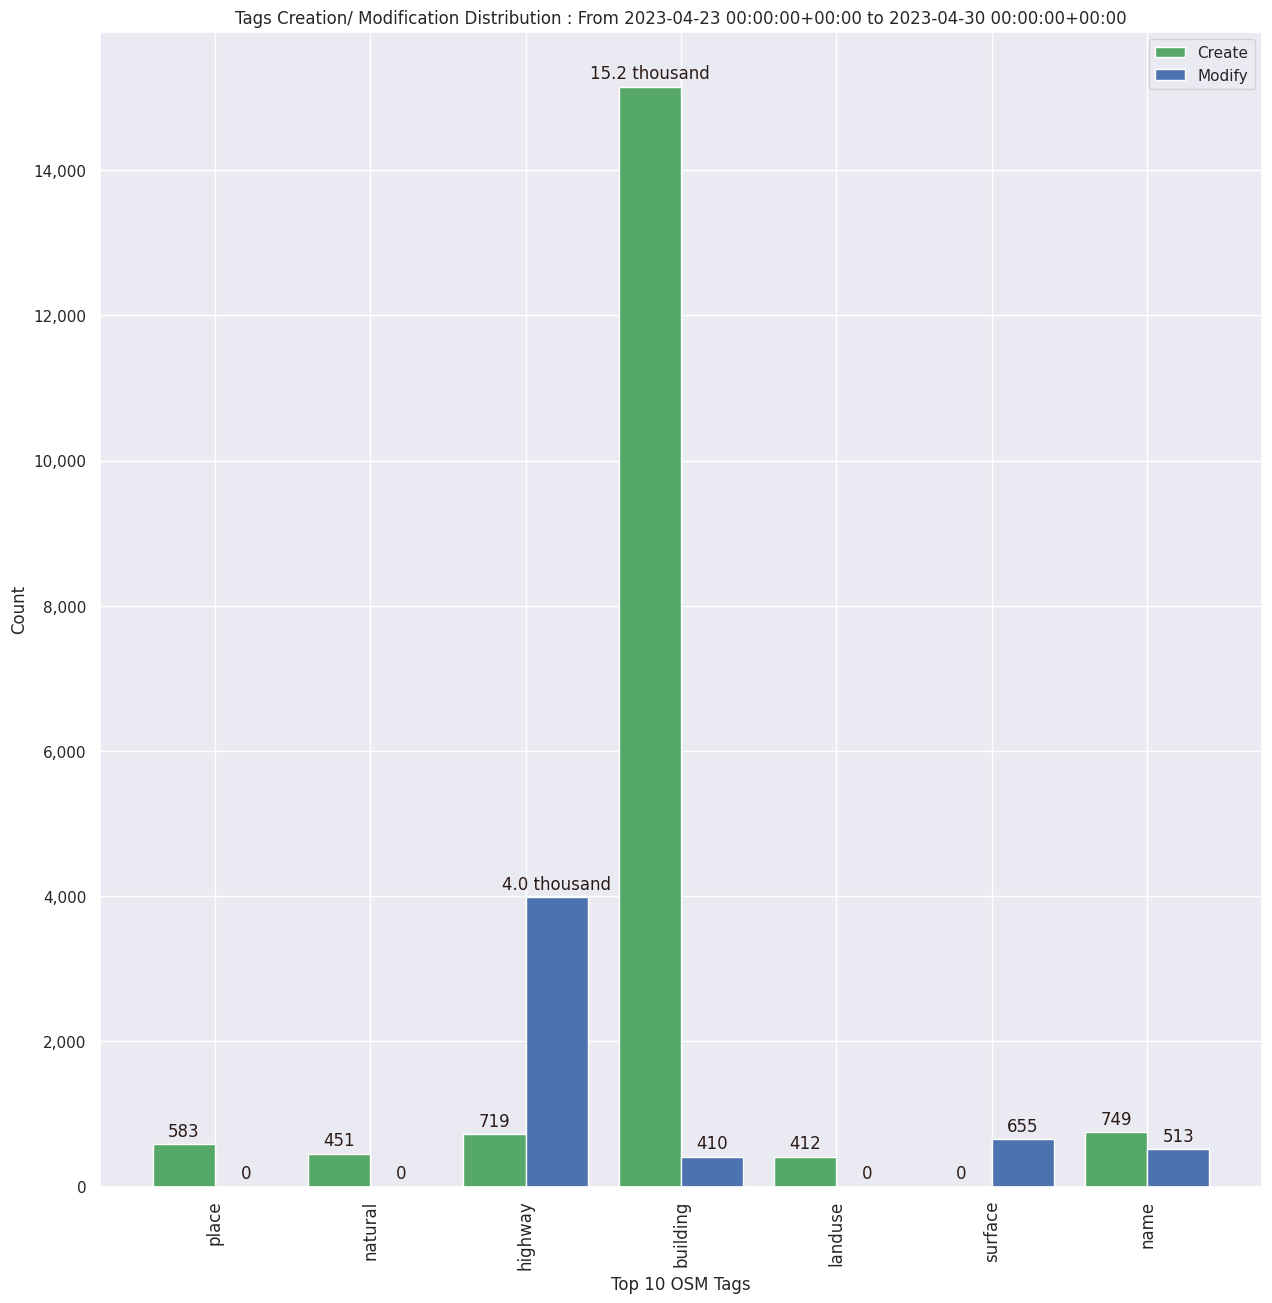 Tags Creation/ Modification Distribution : From 2023-04-23 00:00:00+00:00 to 2023-04-30 00:00:00+00:00
Create
Modify
15.2 thousand
14,000
12,000
10,000
8,000
6,000
4,000
2,000
0
Count
4.0 thousand
583
0
451
0
719
410
412
0
0
655
749
513
place
natural
highway
building
landuse
surface
name
Top 10 OSM Tags